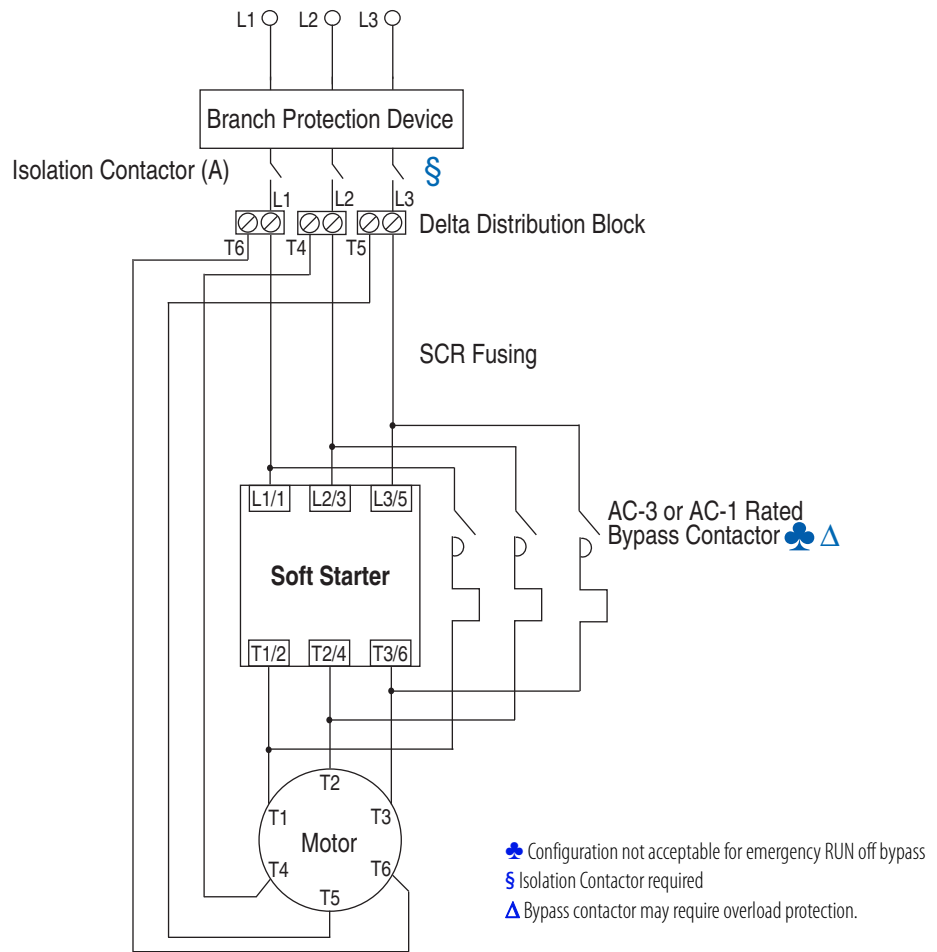 L1 L2 L3
Branch Protection Device
Isolation Contactor (A) §
L1 L2 L3
Delta Distribution Block
T6 T4 T5
SCR Fusing
L1/1 L2/3 L3/5
AC-3 or AC-1 Rated
Bypass Contactor ♣ Δ
Soft Starter
T1/2 T2/4 T3/6
T2
T1 T3
Motor
T4 T6
T5
♣ Configuration not acceptable for emergency RUN off bypass
§ Isolation Contactor required
Δ Bypass contactor may require overload protection.